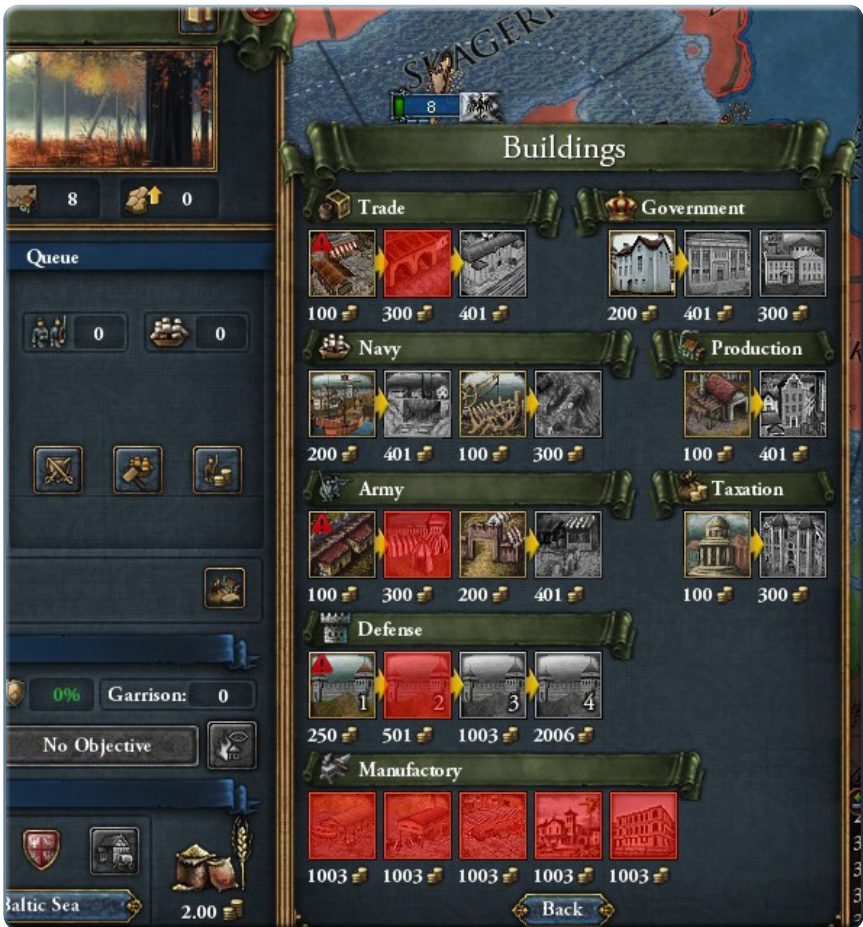 SKAGERR
8
Buildings
8
0
Trade
Government
Queue
100
300
401
200
401
300
0
0
Navy
Production
200
401
100
300
100
401
Army
Taxation
100
300
200
401
100
300
Defense
1
2
3
4
0%
Garrison:
0
250
501
1003
2006
No Objective
Manufactory
1003
1003
1003
1003
1003
Baltic Sea
2.00
Back